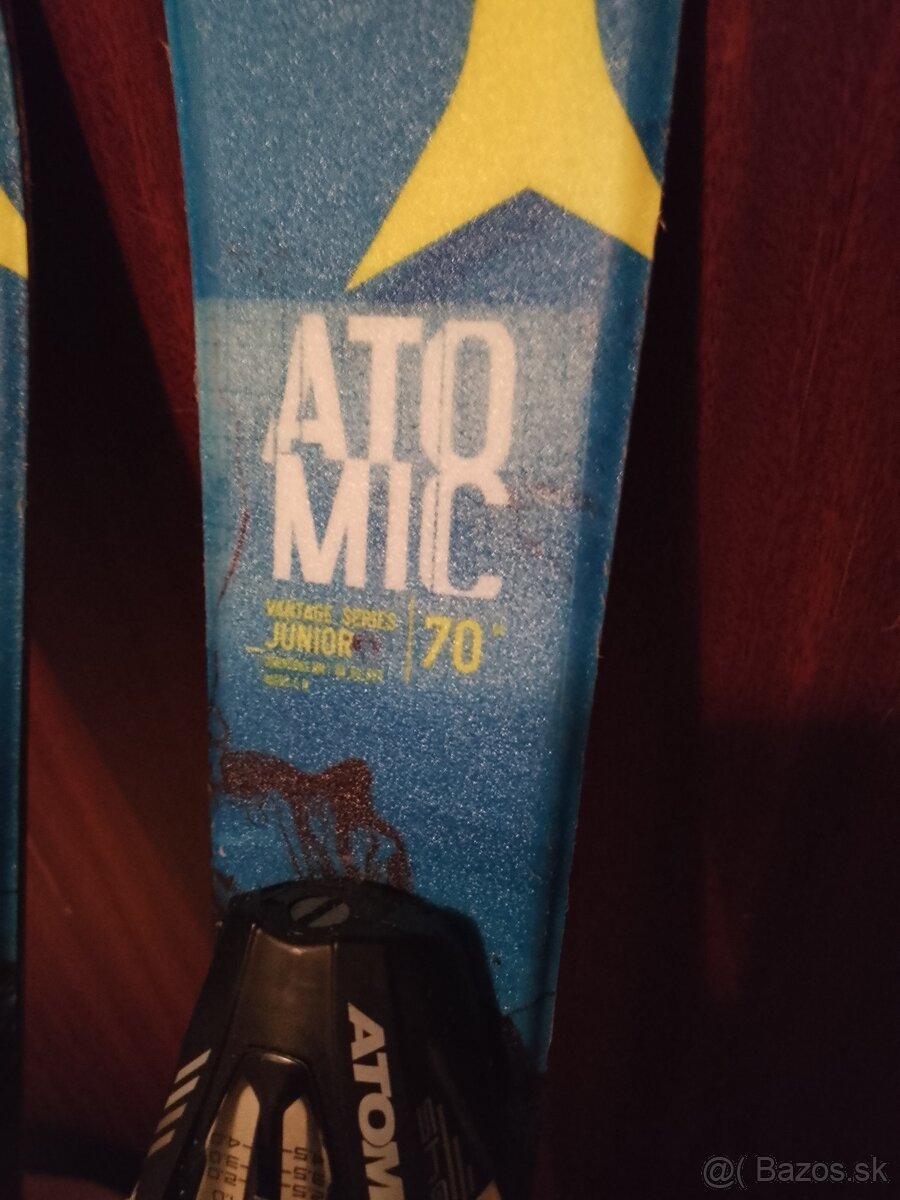 ATO
MIC
VANTAGE SERIES
JUNIOR
70
ATOM
@( Bazos.sk